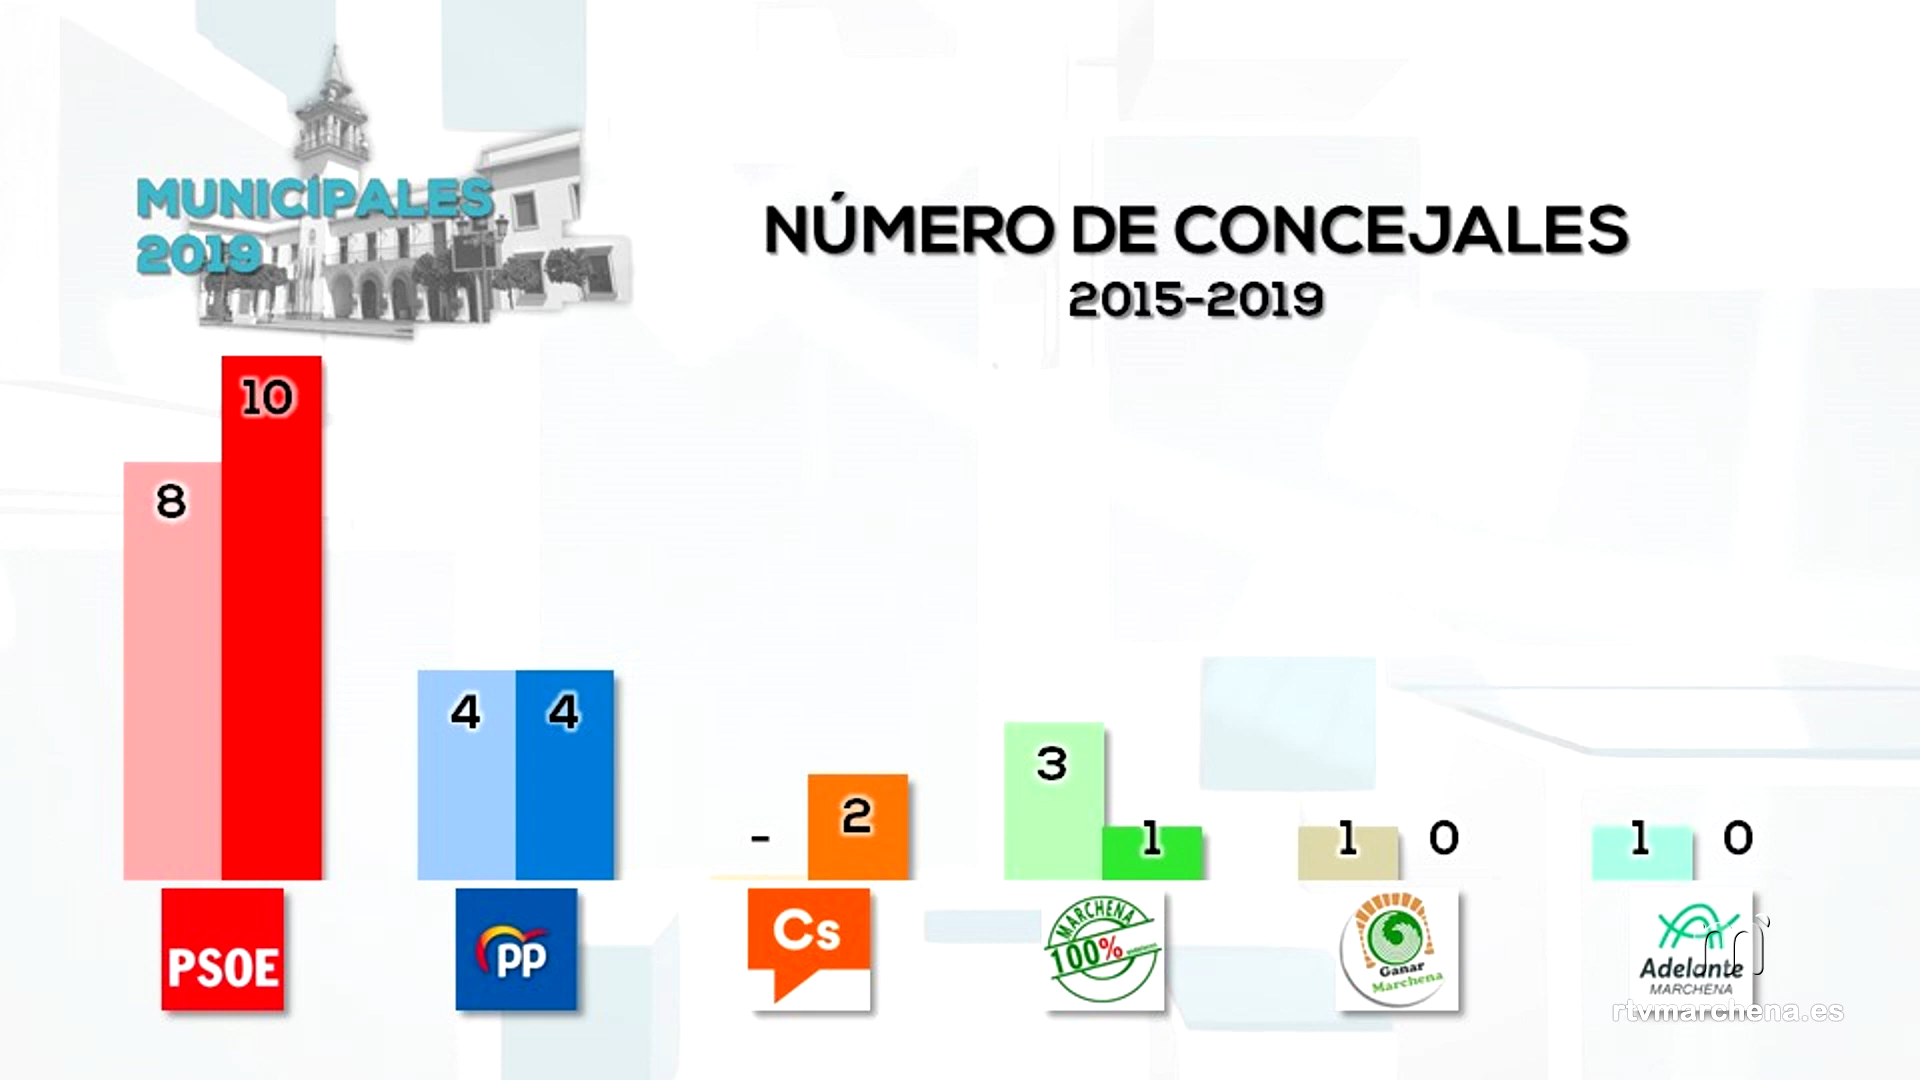 MUNICIPALES
2019
NÚMERO DE CONCEJALES
2015-2019
8
10
4
4
-
2
3
1
1
0
1
0
PSOE
PP
Cs
MARCHENA
100%
Ganar
Marchena
Adelante
MARCHENA
rtvmarchena.es